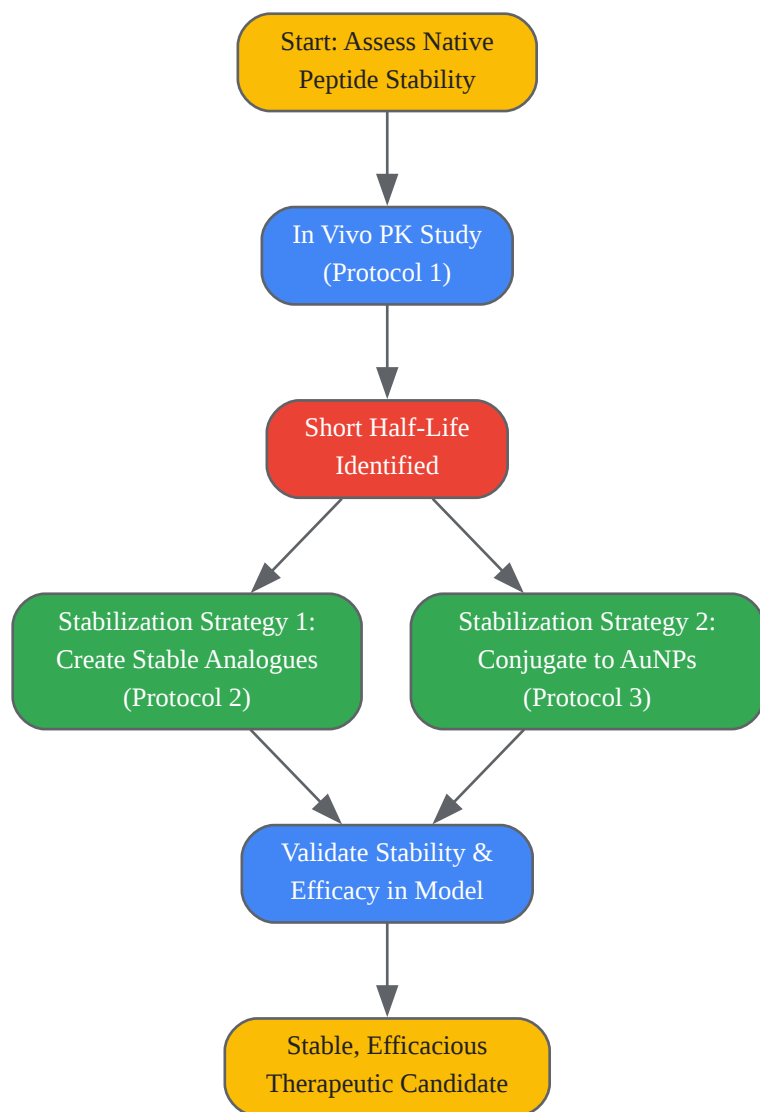 Start: Assess Native
Peptide Stability
In Vivo PK Study
(Protocol 1)
Short Half-Life
Identified
Stabilization Strategy 1:
Create Stable Analogues
(Protocol 2)
Stabilization Strategy 2:
Conjugate to AuNPs
(Protocol 3)
Validate Stability &
Efficacy in Model
Stable, Efficacious
Therapeutic Candidate